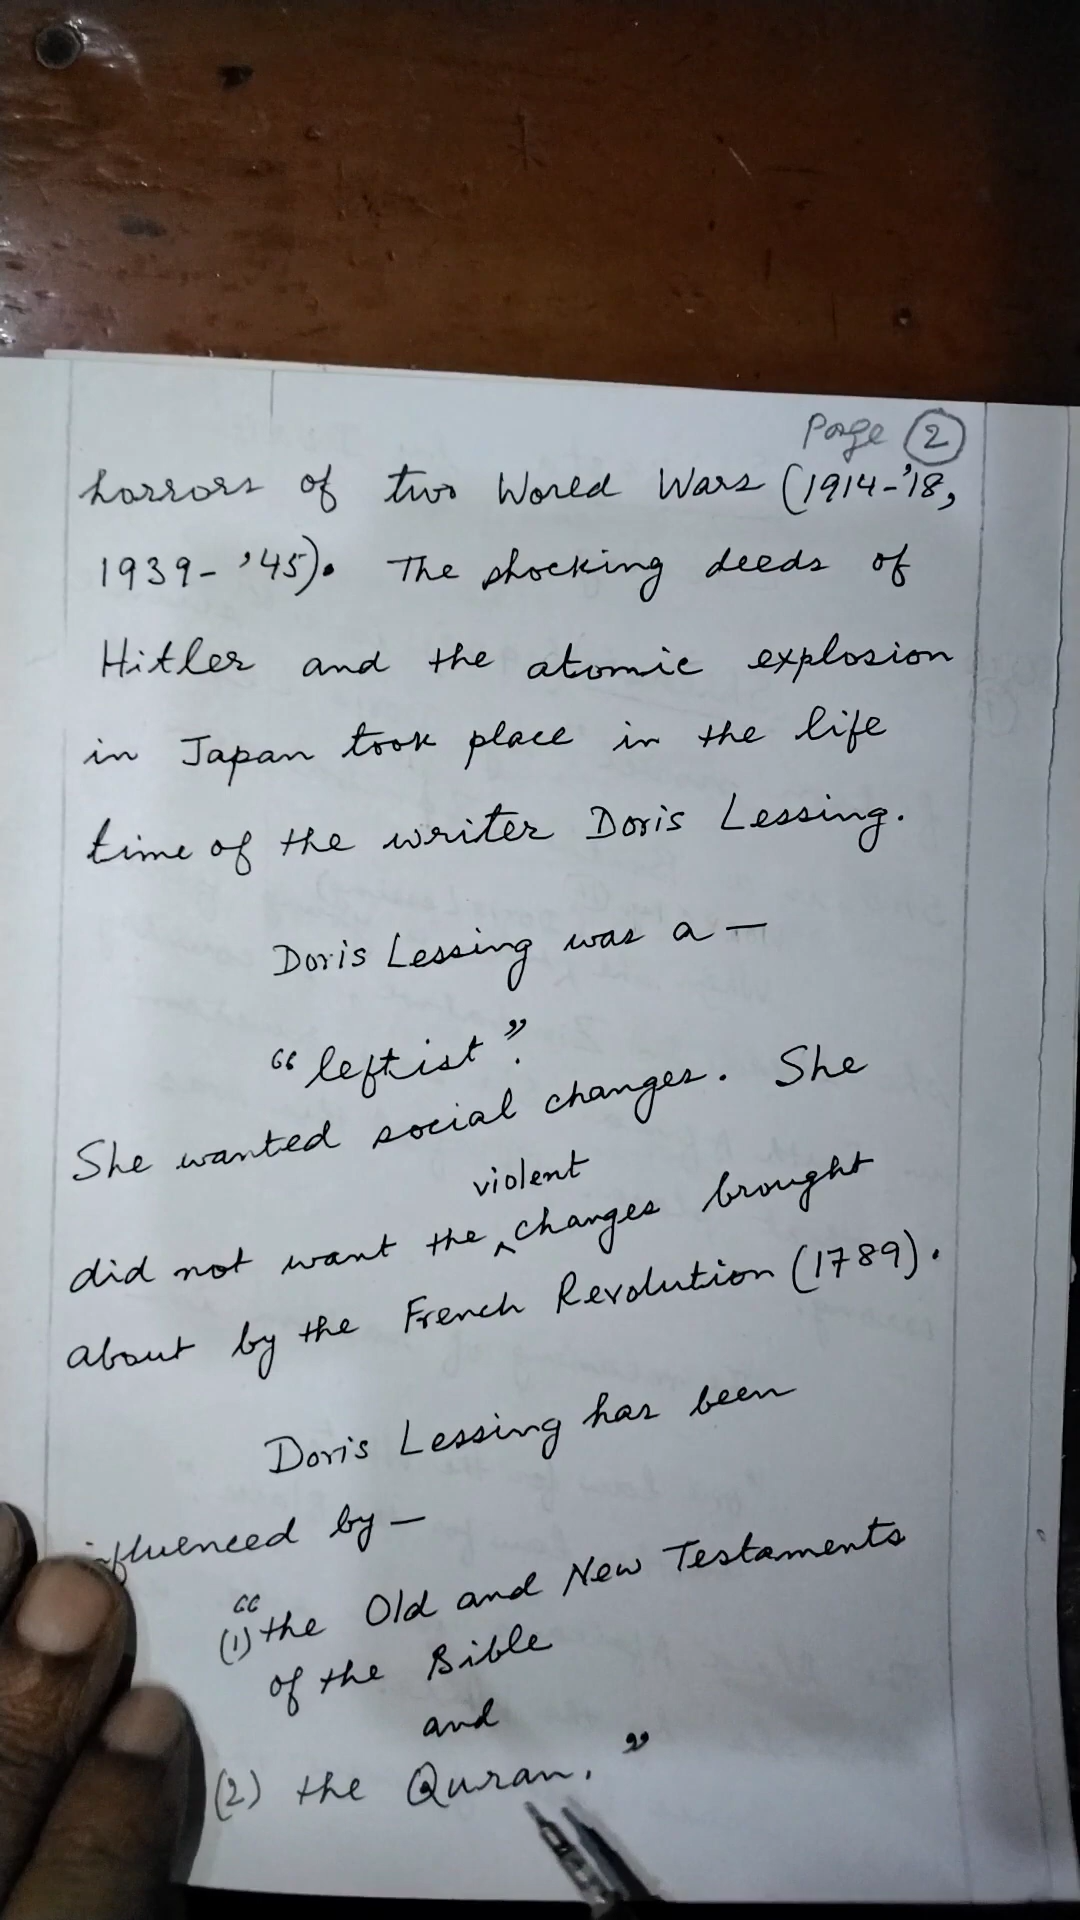 Page 2
horrors of two World Wars (1914-'18,
1939-'45). The shocking deeds of
Hitler and the atomic explosion
in Japan took place in the life
time of the writer Doris Lessing.
Doris Lessing was a —
"leftist".
She wanted social changes. She
violent
did not want the ^ changes brought
about by the French Revolution (1789).
Doris Lessing has been
influenced by —
"(1) the Old and New Testaments
of the Bible
and
(2) the Quran."